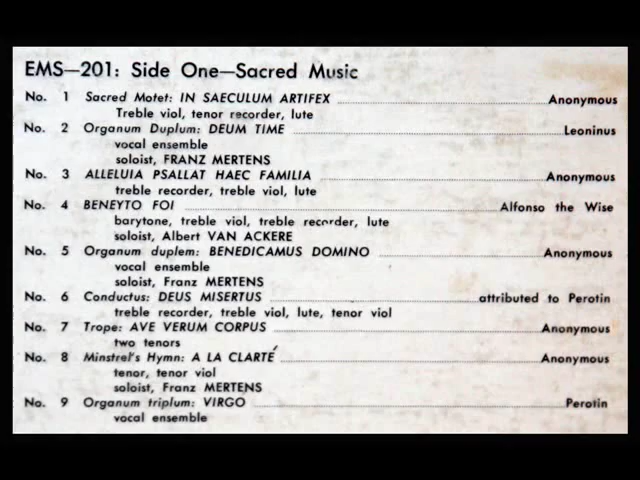 EMS—201: Side One—Sacred Music
No. 1 Sacred Motet: IN SAECULUM ARTIFEX Anonymous
Treble viol, tenor recorder, lute
No. 2 Organum Duplum: DEUM TIME Leoninus
vocal ensemble
soloist, FRANZ MERTENS
No. 3 ALLELUIA PSALLAT HAEC FAMILIA Anonymous
treble recorder, treble viol, lute
No. 4 BENEYTO FOI Alfonso the Wise
barytone, treble viol, treble recorder, lute
soloist, Albert VAN ACKERE
No. 5 Organum duplem: BENEDICAMUS DOMINO Anonymous
vocal ensemble
soloist, Franz MERTENS
No. 6 Conductus: DEUS MISERTUS attributed to Perotin
treble recorder, treble viol, lute, tenor viol
No. 7 Trope: AVE VERUM CORPUS Anonymous
two tenors
No. 8 Minstrel's Hymn: A LA CLARTÉ Anonymous
tenor, tenor viol
soloist, Franz MERTENS
No. 9 Organum triplum: VIRGO Perotin
vocal ensemble